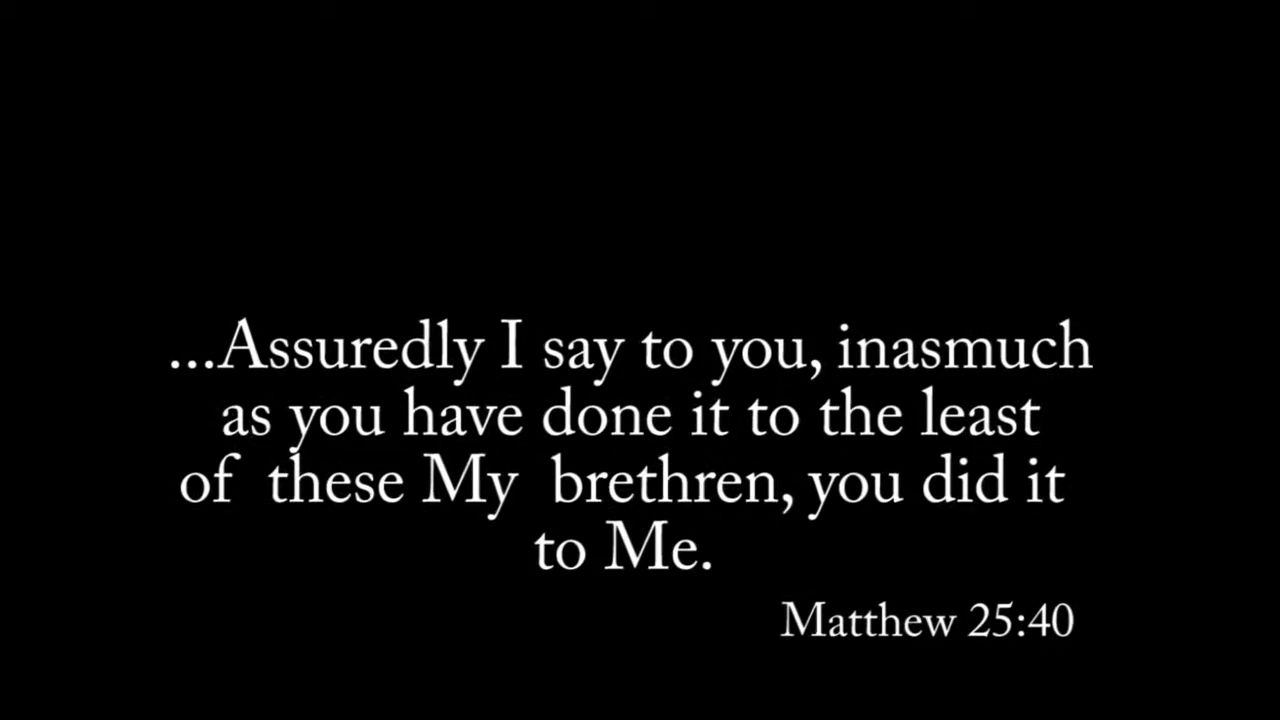 ...Assuredly I say to you, inasmuch
as you have done it to the least
of these My brethren, you did it
to Me.
Matthew 25:40